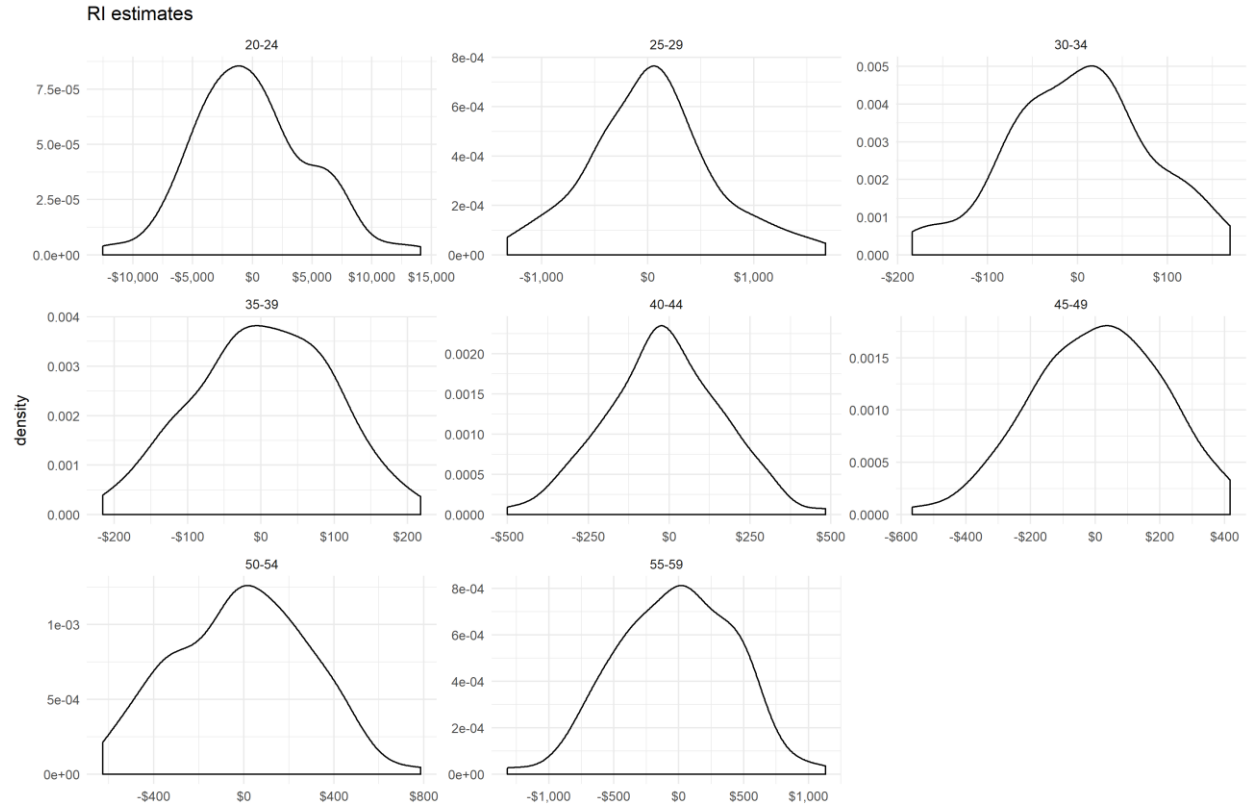 RI estimates
20-24
25-29
30-34
7.5e-05
5.0e-05
2.5e-05
0.0e+00
8e-04
6e-04
4e-04
2e-04
0e+00
0.005
0.004
0.003
0.002
0.001
0.000
-$10,000 -$5,000 $0 $5,000 $10,000 $15,000
-$1,000 $0 $1,000
-$200 -$100 $0 $100
35-39
40-44
45-49
density
0.004
0.003
0.002
0.001
0.000
0.0020
0.0015
0.0010
0.0005
0.0000
0.0015
0.0010
0.0005
0.0000
-$200 -$100 $0 $100 $200
-$500 -$250 $0 $250 $500
-$600 -$400 -$200 $0 $200 $400
50-54
55-59
1e-03
5e-04
0e+00
8e-04
6e-04
4e-04
2e-04
0e+00
-$400 $0 $400 $800
-$1,000 -$500 $0 $500 $1,000